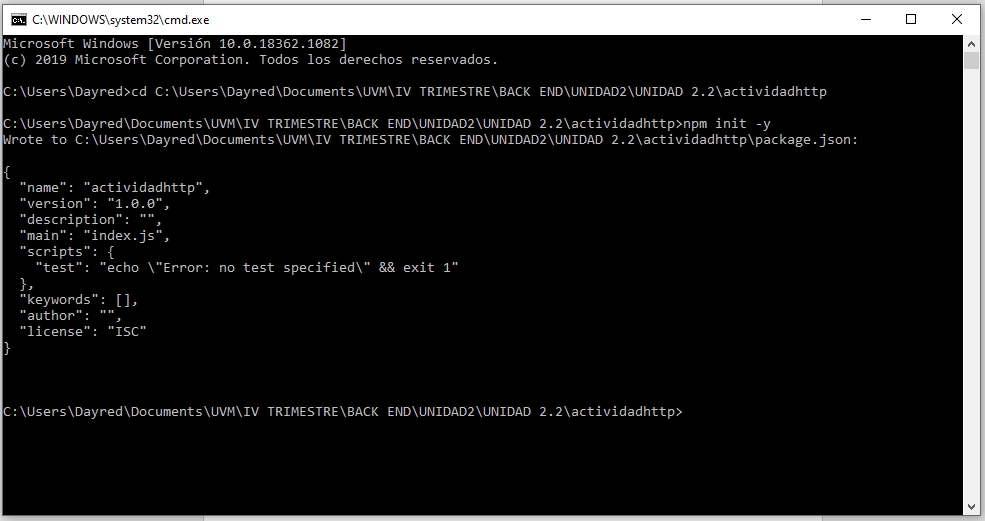 C:\WINDOWS\system32\cmd.exe
Microsoft Windows [Versión 10.0.18362.1082]
(c) 2019 Microsoft Corporation. Todos los derechos reservados.
C:\Users\Dayred>cd C:\Users\Dayred\Documents\UVM\IV TRIMESTRE\BACK END\UNIDAD2\UNIDAD 2.2\actividadhttp
C:\Users\Dayred\Documents\UVM\IV TRIMESTRE\BACK END\UNIDAD2\UNIDAD 2.2\actividadhttp>npm init -y
Wrote to C:\Users\Dayred\Documents\UVM\IV TRIMESTRE\BACK END\UNIDAD2\UNIDAD 2.2\actividadhttp\package.json:
{
  "name": "actividadhttp",
  "version": "1.0.0",
  "description": "",
  "main": "index.js",
  "scripts": {
    "test": "echo \"Error: no test specified\" && exit 1"
  },
  "keywords": [],
  "author": "",
  "license": "ISC"
}
C:\Users\Dayred\Documents\UVM\IV TRIMESTRE\BACK END\UNIDAD2\UNIDAD 2.2\actividadhttp>